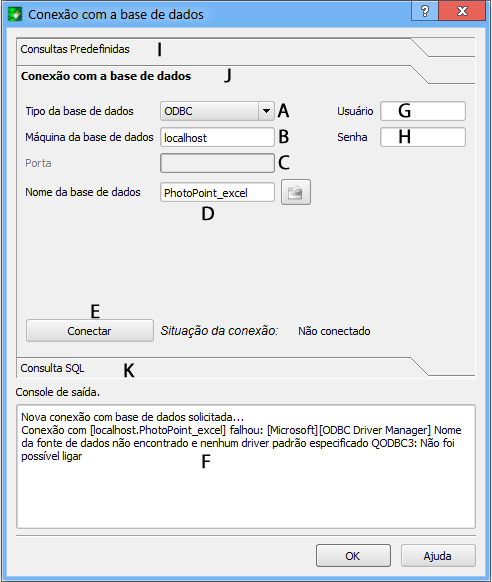 Conexão com a base de dados
?
X
Consultas Predefinidas I
Conexão com a base de dados J
Tipo da base de dados ODBC A Usuário G
Máquina da base de dados localhost B Senha H
Porta C
Nome da base de dados PhotoPoint_excel
D
E
Conectar Situação da conexão: Não conectado
Consulta SQL K
Console de saída.
Nova conexão com base de dados solicitada...
Conexão com [localhost.PhotoPoint_excel] falhou: [Microsoft][ODBC Driver Manager] Nome
da fonte de dados não encontrado e nenhum driver padrão especificado QODBC3: Não foi
possível ligar
F
OK Ajuda